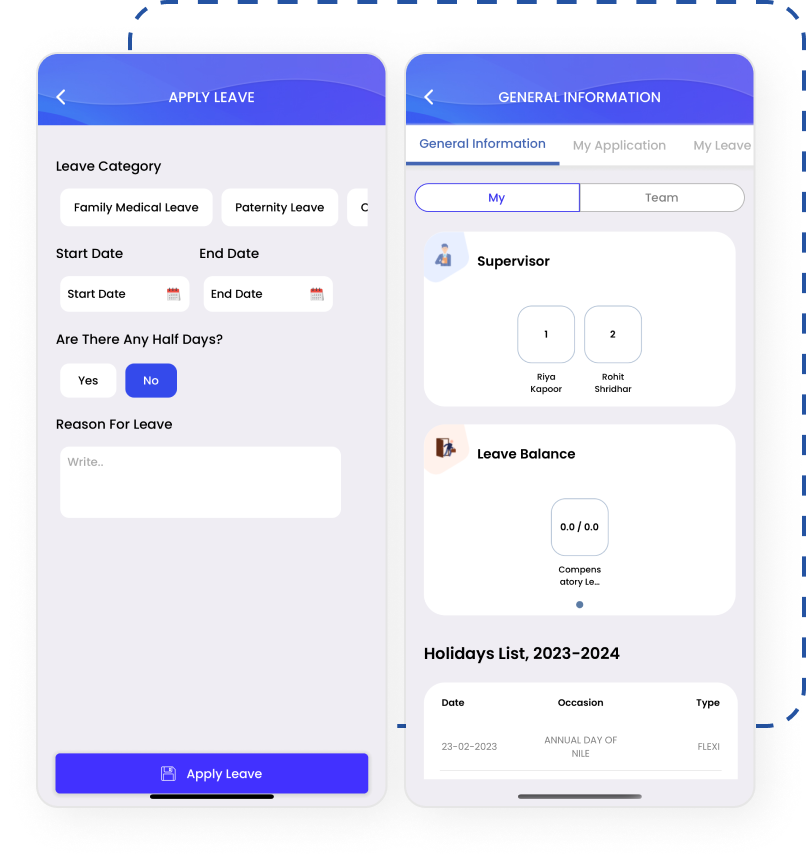 APPLY LEAVE
Leave Category
Family Medical Leave Paternity Leave
Start Date End Date
Start Date End Date
Are There Any Half Days?
Yes No
Reason For Leave
Write..
Apply Leave
GENERAL INFORMATION
General Information My Application My Leave
My Team
Supervisor
1 2
Riya Rohit
Kapoor Shridhar
Leave Balance
0.0 / 0.0
Compens
atory Le...
Holidays List, 2023-2024
Date Occasion Type
23-02-2023 ANNUAL DAY OF FLEXI
NILE